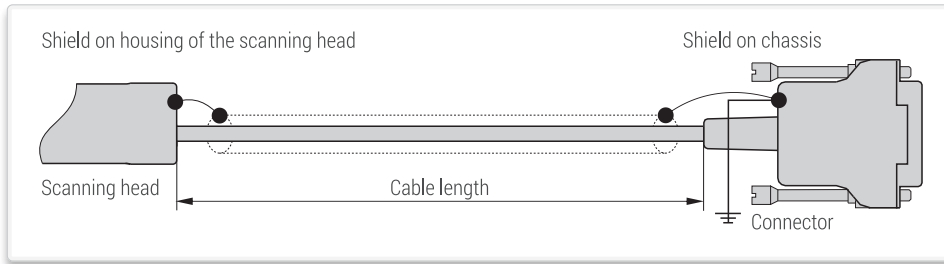 Shield on housing of the scanning head
Shield on chassis
Scanning head
Cable length
Connector